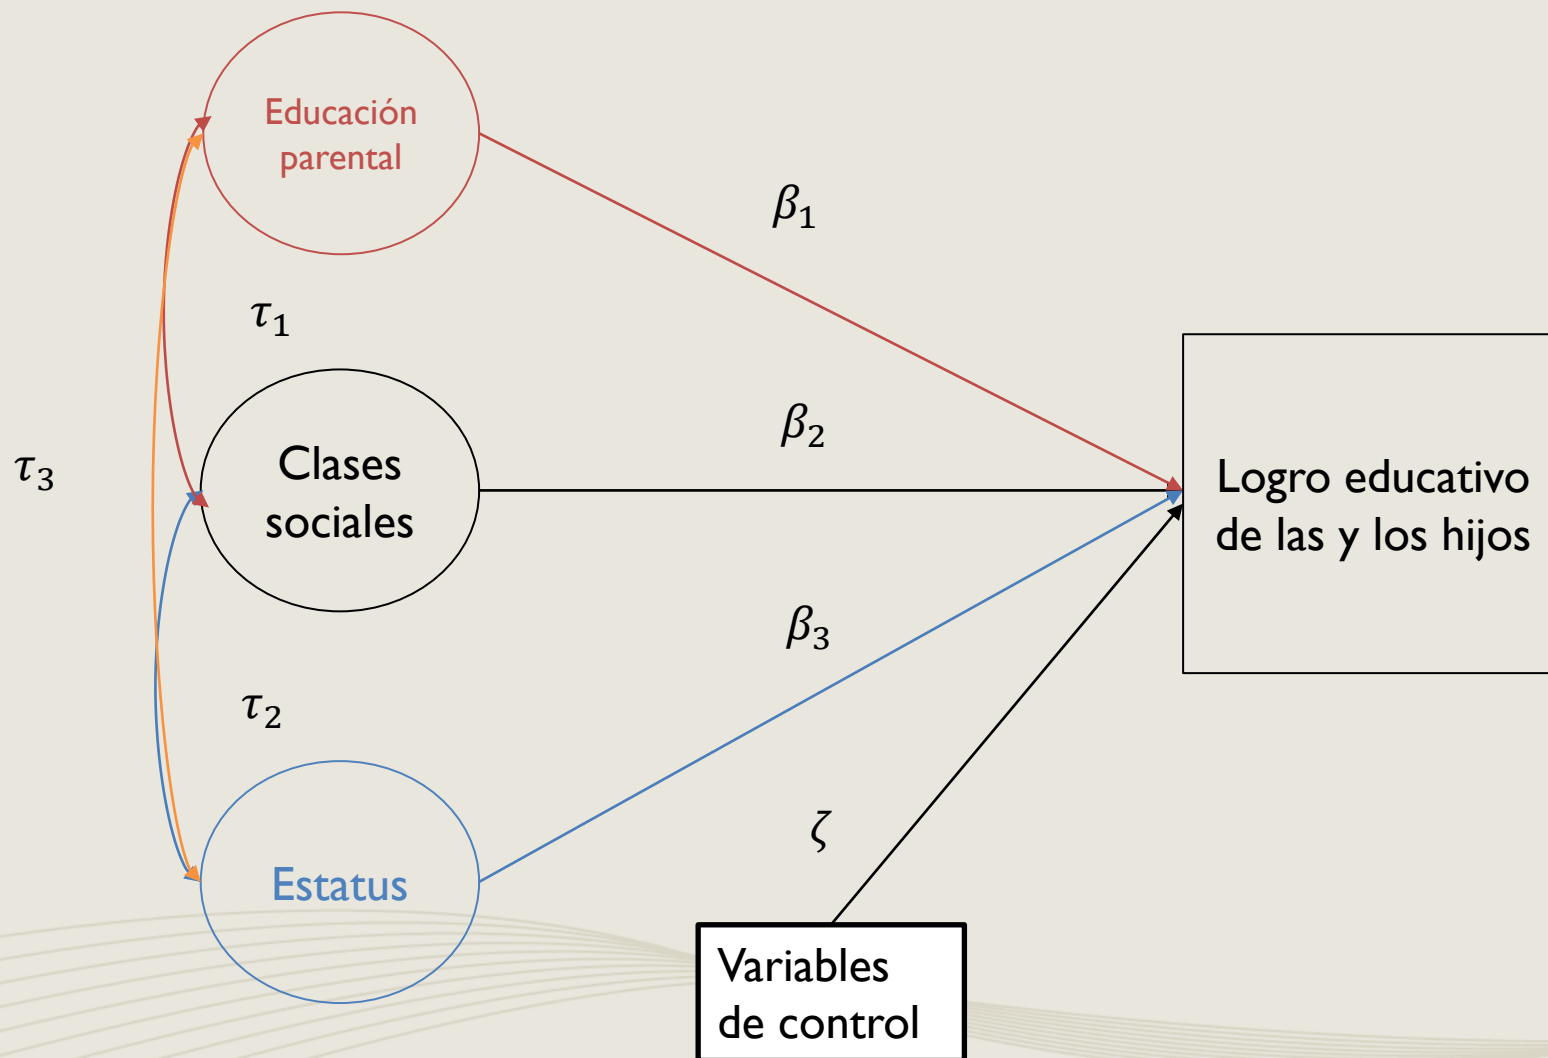 Educación
parental
β₁
τ₁
Clases
sociales
β₂
τ₃
Logro educativo
de las y los hijos
β₃
τ₂
ζ
Estatus
Variables
de control